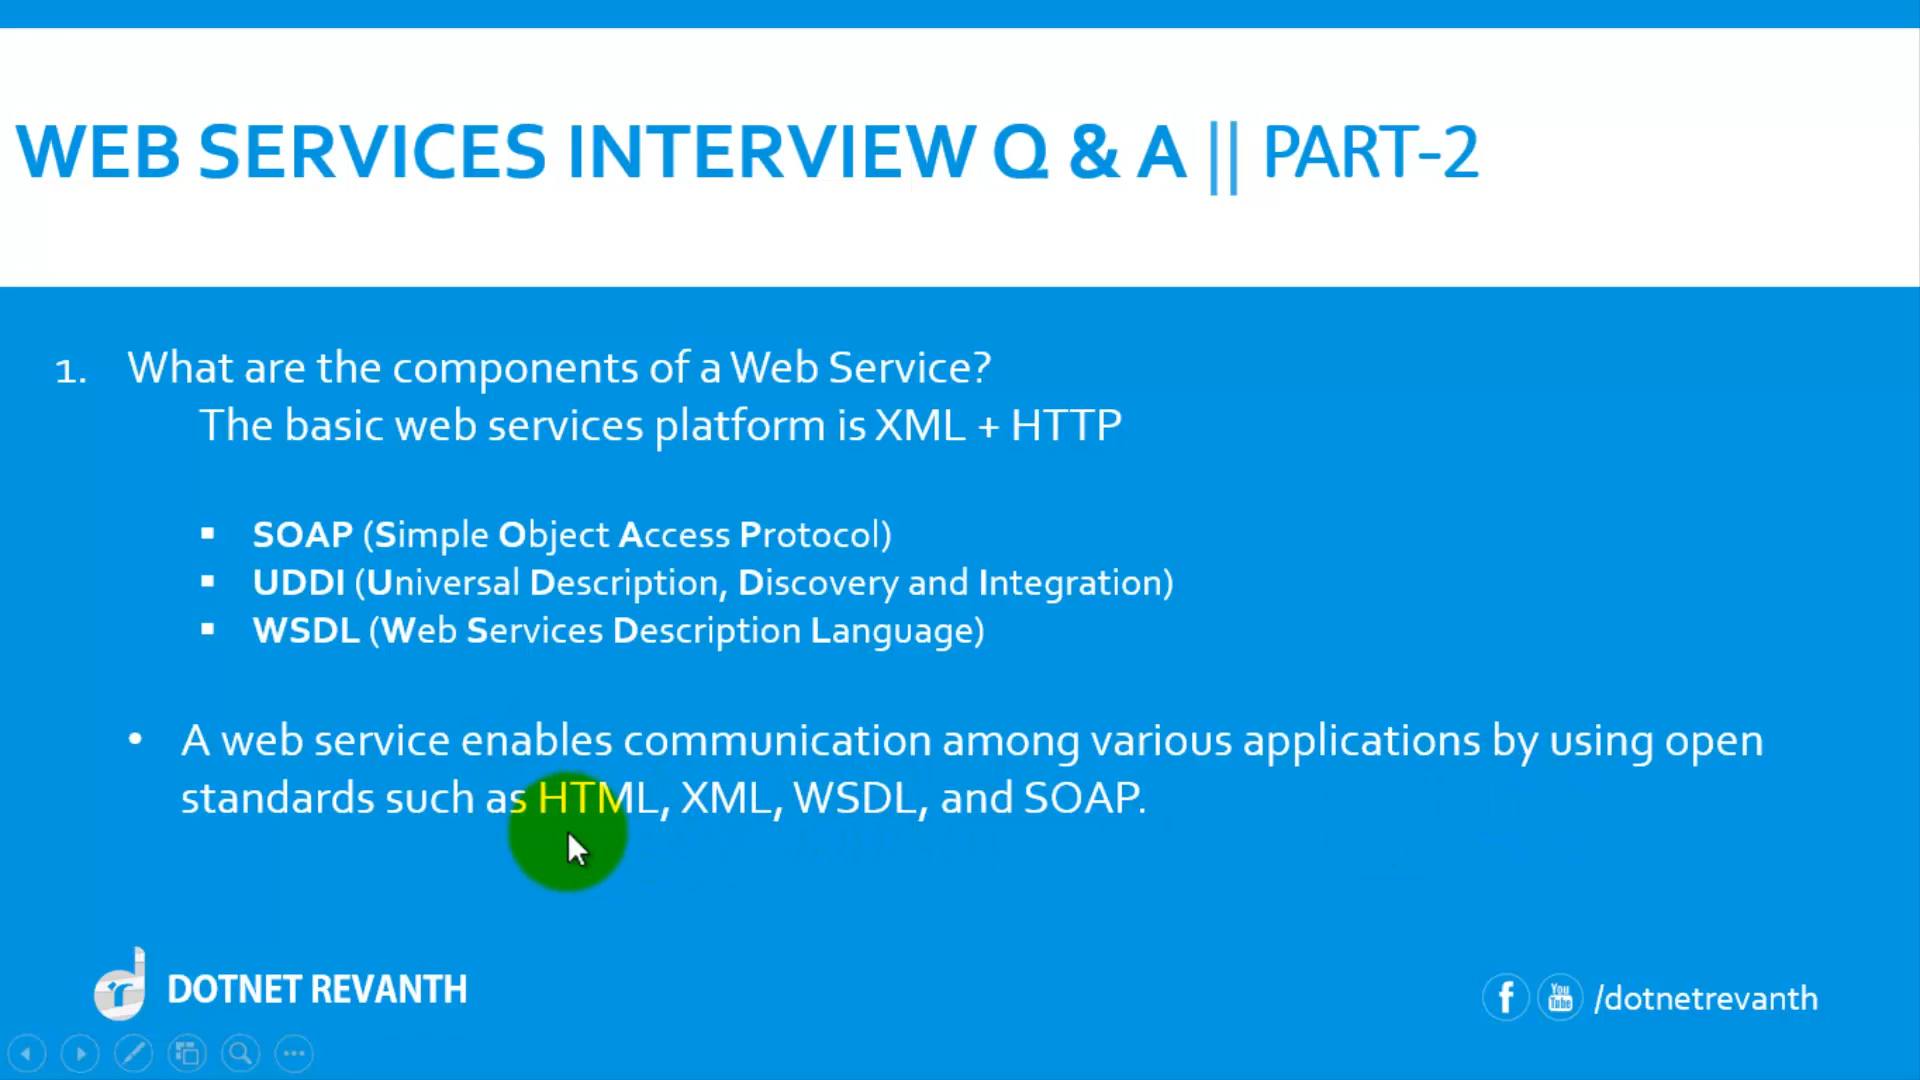 WEB SERVICES INTERVIEW Q & A || PART-2
1. What are the components of a Web Service?
The basic web services platform is XML + HTTP
▪ SOAP (Simple Object Access Protocol)
▪ UDDI (Universal Description, Discovery and Integration)
▪ WSDL (Web Services Description Language)
• A web service enables communication among various applications by using open
standards such as HTML, XML, WSDL, and SOAP.
DOTNET REVANTH
f You Tube /dotnetrevanth